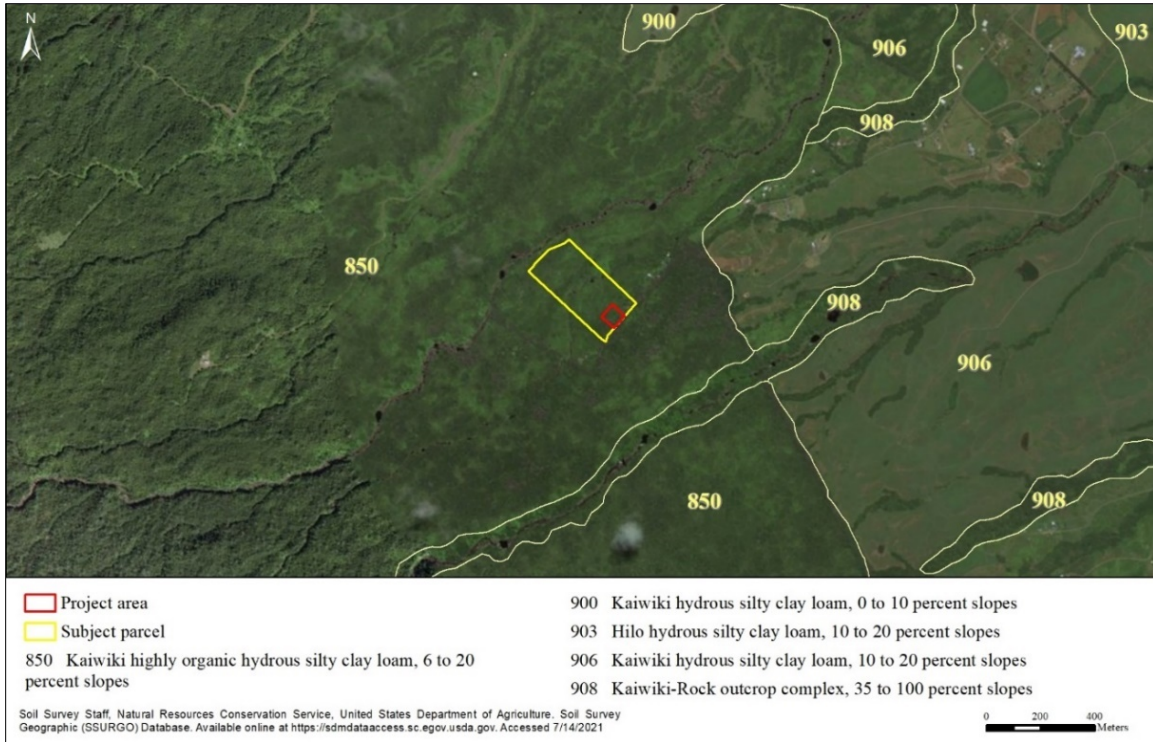 N
900
903
906
908
850
908
906
850
908
Project area
Subject parcel
850 Kaiwiki highly organic hydrous silty clay loam, 6 to 20
percent slopes
900 Kaiwiki hydrous silty clay loam, 0 to 10 percent slopes
903 Hilo hydrous silty clay loam, 10 to 20 percent slopes
906 Kaiwiki hydrous silty clay loam, 10 to 20 percent slopes
908 Kaiwiki-Rock outcrop complex, 35 to 100 percent slopes
Soil Survey Staff, Natural Resources Conservation Service, United States Department of Agriculture. Soil Survey
Geographic (SSURGO) Database. Available online at https://sdmdataaccess.sc.egov.usda.gov. Accessed 7/14/2021
0 200 400
Meters